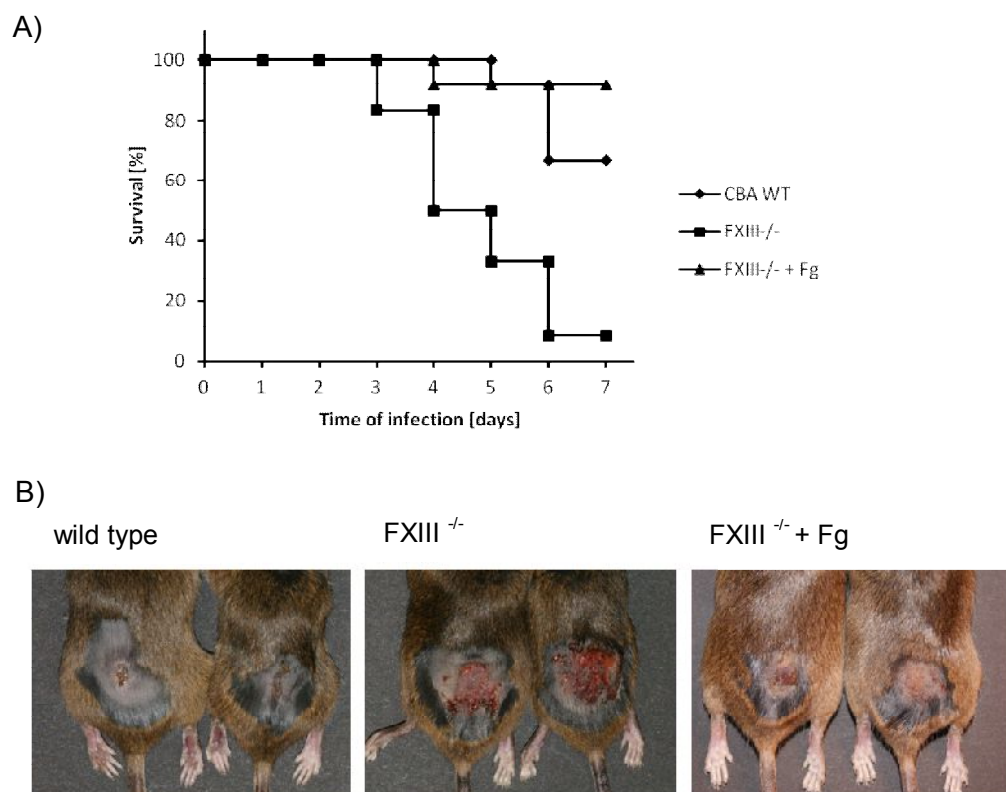 A)
100
80
60
40
20
0
Survival [%]
0 1 2 3 4 5 6 7
Time of infection [days]
CBA WT
FXIII-/-
FXIII-/- + Fg
B)
wild type FXIII -/- FXIII -/- + Fg